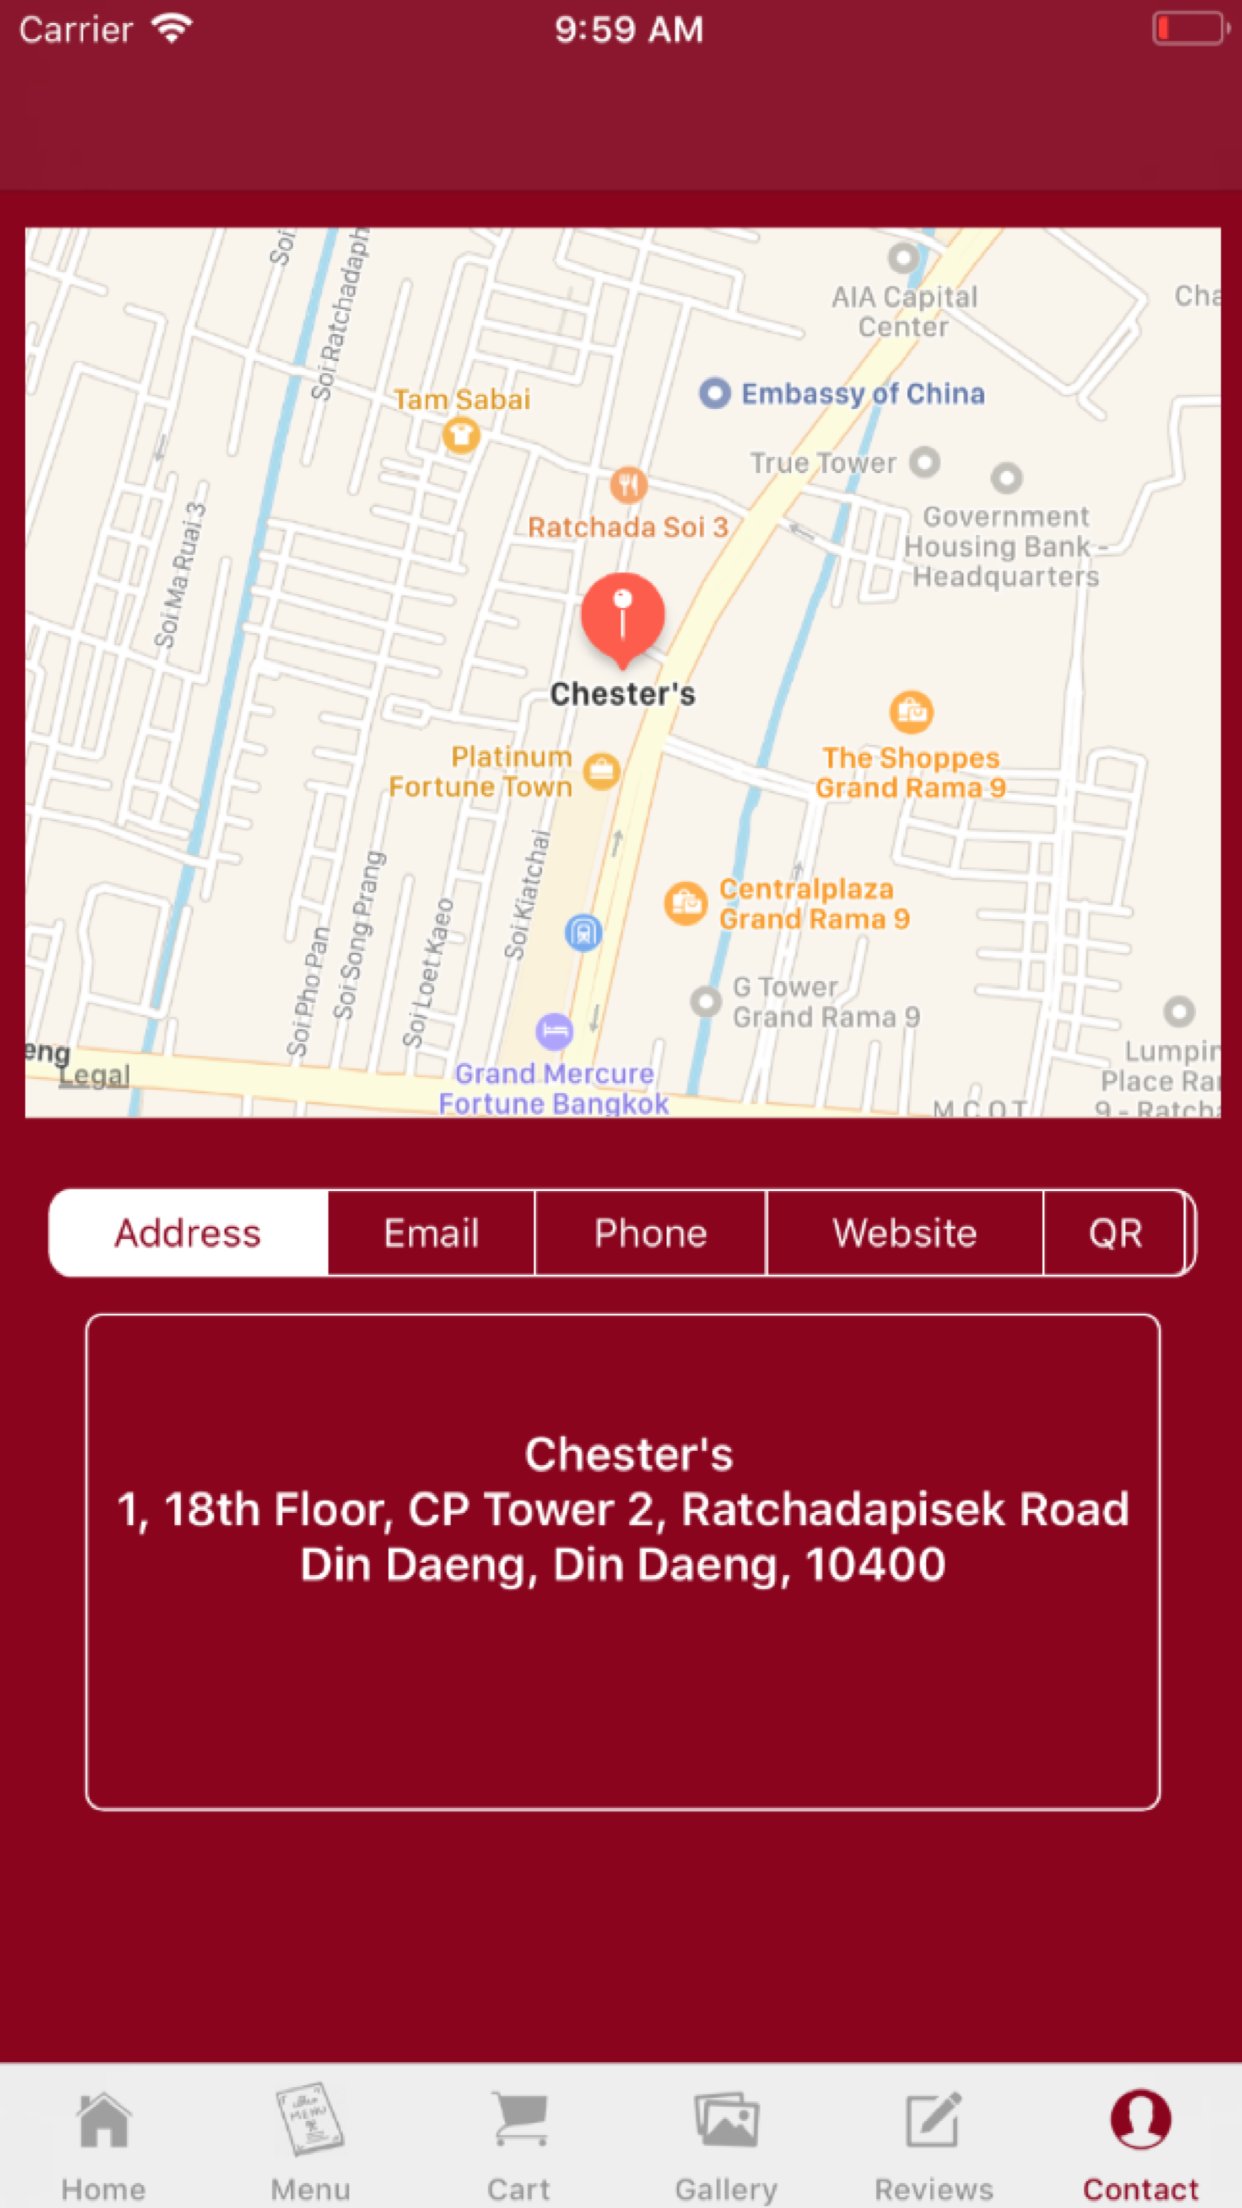 Carrier
9:59 AM
Soi
Soi Ratchadaph
AIA Capital
Center
Cha
Tam Sabai
Embassy of China
True Tower
Ratchada Soi 3
Government
Housing Bank -
Headquarters
Soi Ma Ruai 3
Chester's
Platinum
Fortune Town
The Shoppes
Grand Rama 9
Soi Kiatchai
Centralplaza
Grand Rama 9
Soi Song Prang
Soi Pho Pan
Soi Loet Kaeo
G Tower
Grand Rama 9
eng
Legal
Grand Mercure
Fortune Bangkok
Lumpin
Place Ra
9 - Ratcha
M C O T
Address
Email
Phone
Website
QR
Chester's
1, 18th Floor, CP Tower 2, Ratchadapisek Road
Din Daeng, Din Daeng, 10400
MENU
Home
Menu
Cart
Gallery
Reviews
Contact